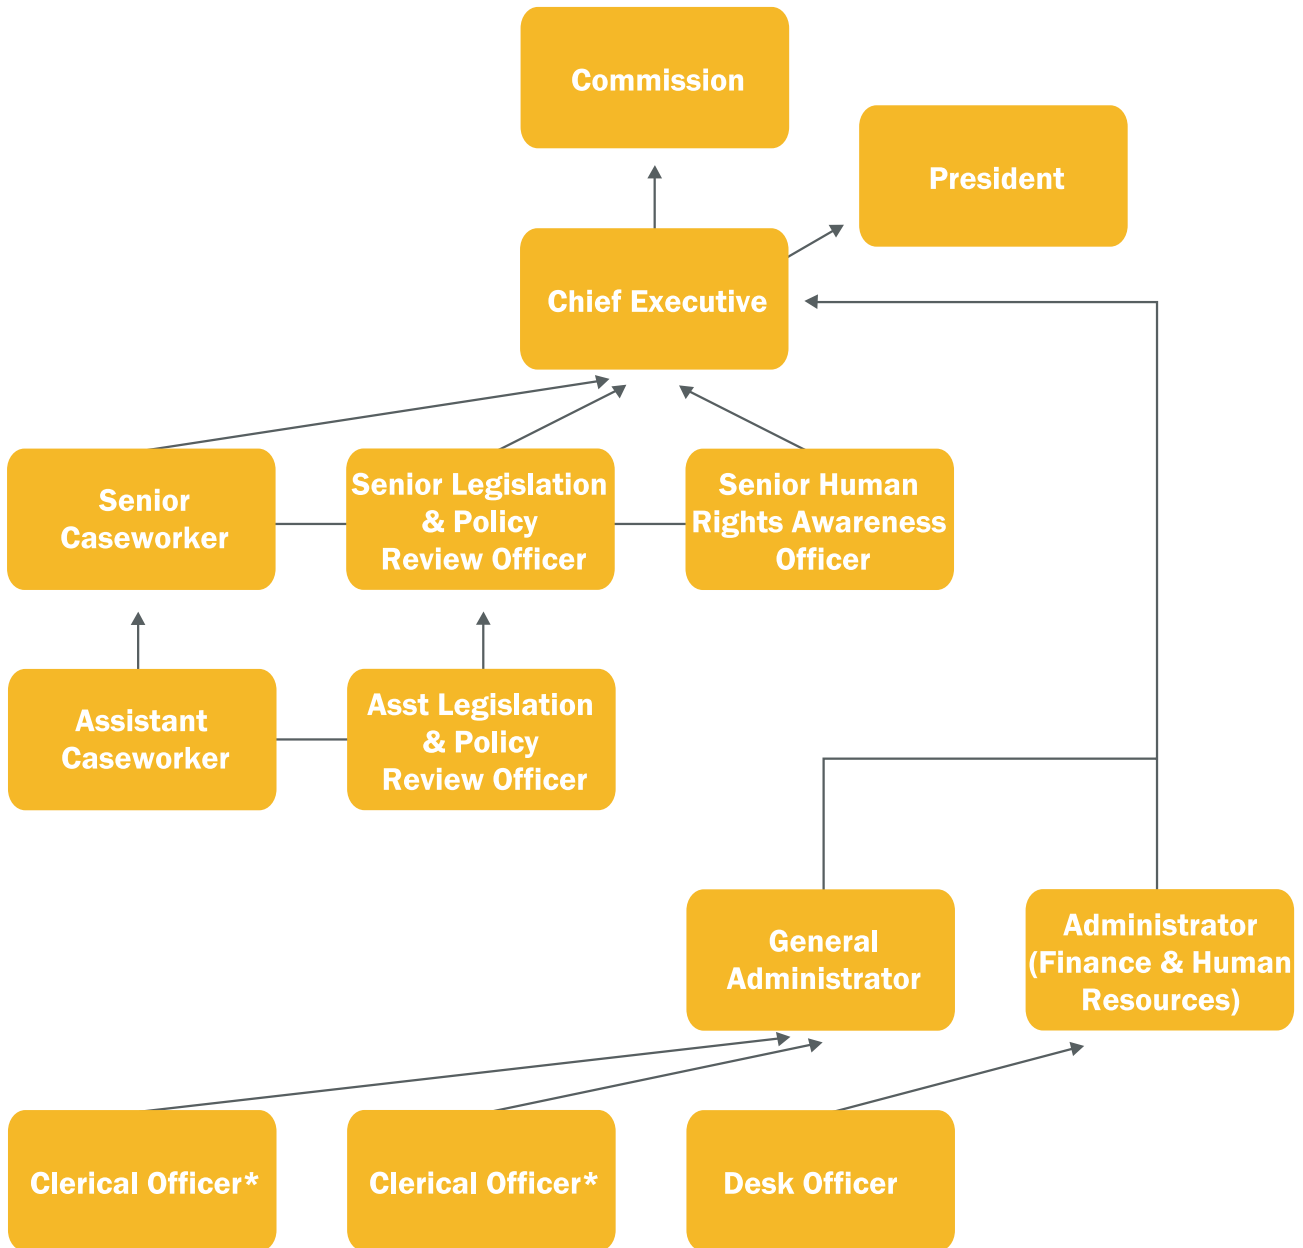 Commission
President
Chief Executive
Senior
Caseworker
Senior Legislation
& Policy
Review Officer
Senior Human
Rights Awareness
Officer
Assistant
Caseworker
Asst Legislation
& Policy
Review Officer
General
Administrator
Administrator
(Finance & Human
Resources)
Clerical Officer*
Clerical Officer*
Desk Officer